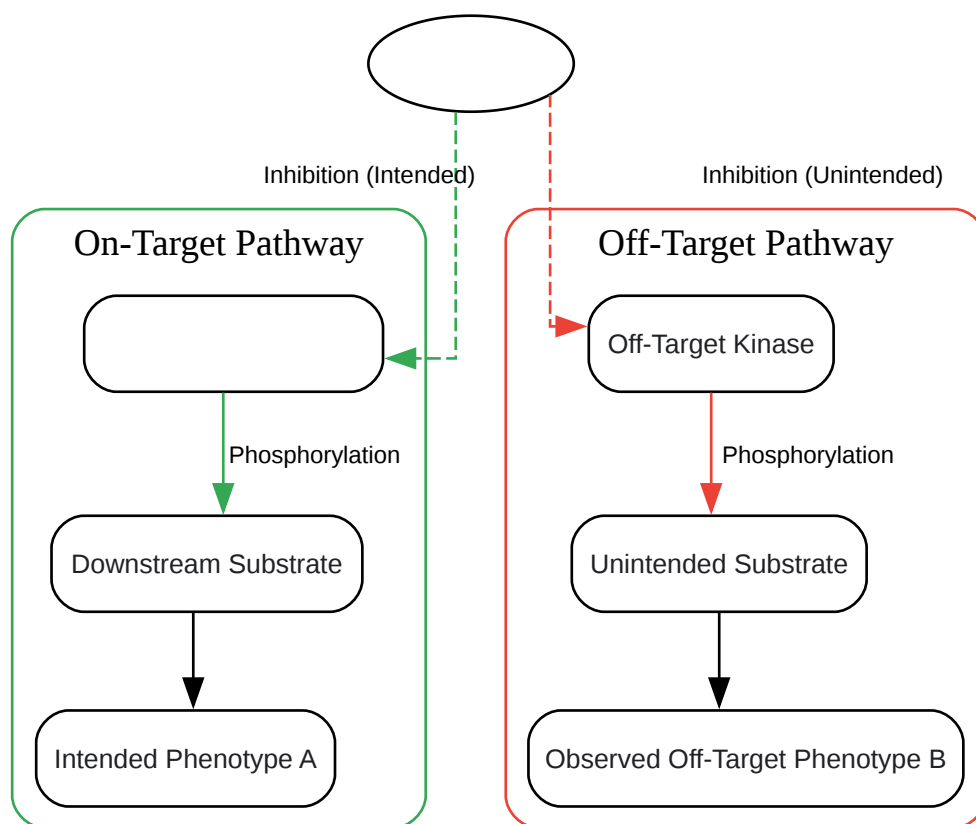 Inhibition (Intended)
Inhibition (Unintended)
On-Target Pathway
Off-Target Pathway
Off-Target Kinase
Phosphorylation
Phosphorylation
Downstream Substrate
Unintended Substrate
Intended Phenotype A
Observed Off-Target Phenotype B